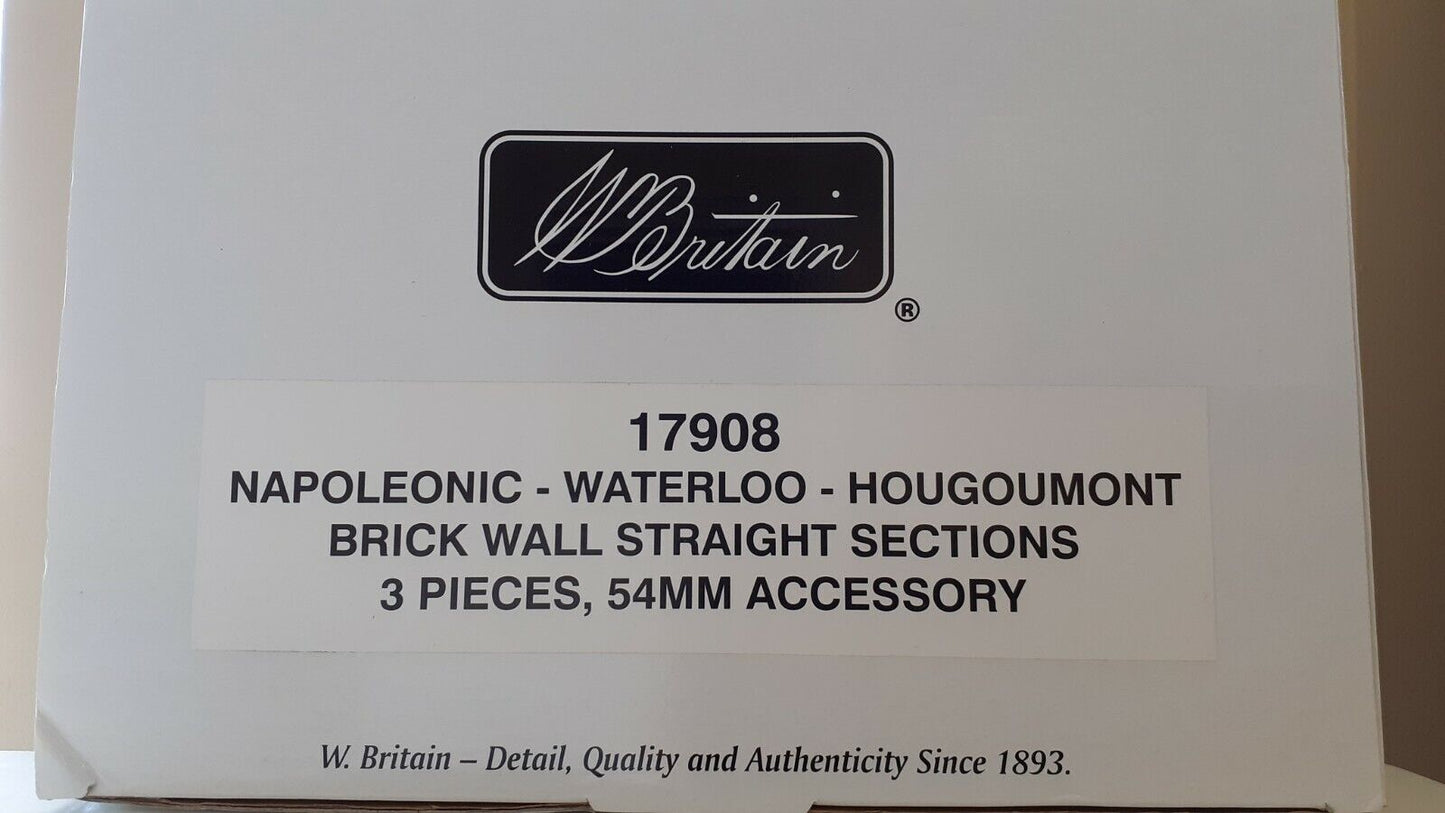 WBritain
®
17908
NAPOLEONIC - WATERLOO - HOUGOUMONT
BRICK WALL STRAIGHT SECTIONS
3 PIECES, 54MM ACCESSORY
W. Britain – Detail, Quality and Authenticity Since 1893.